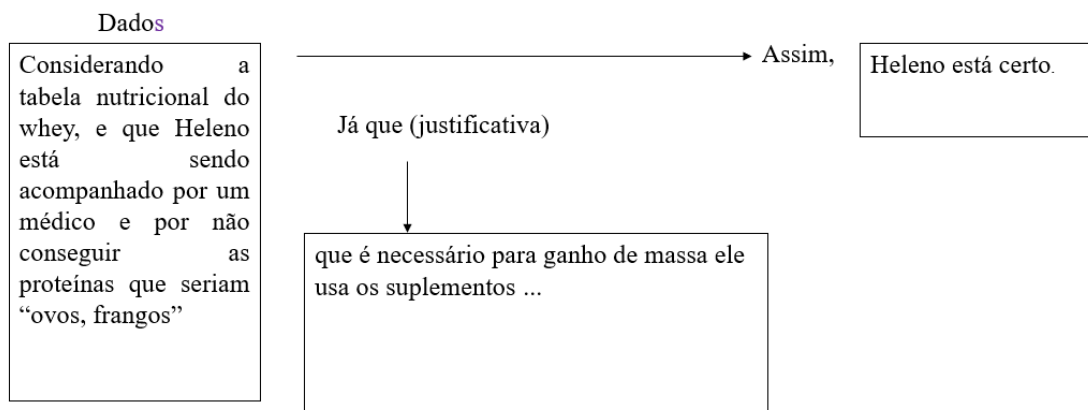 Dados
Considerando a
tabela nutricional do
whey, e que Heleno
está sendo
acompanhado por um
médico e por não
conseguir as
proteínas que seriam
“ovos, frangos”
Assim,
Heleno está certo.
Já que (justificativa)
que é necessário para ganho de massa ele
usa os suplementos ...